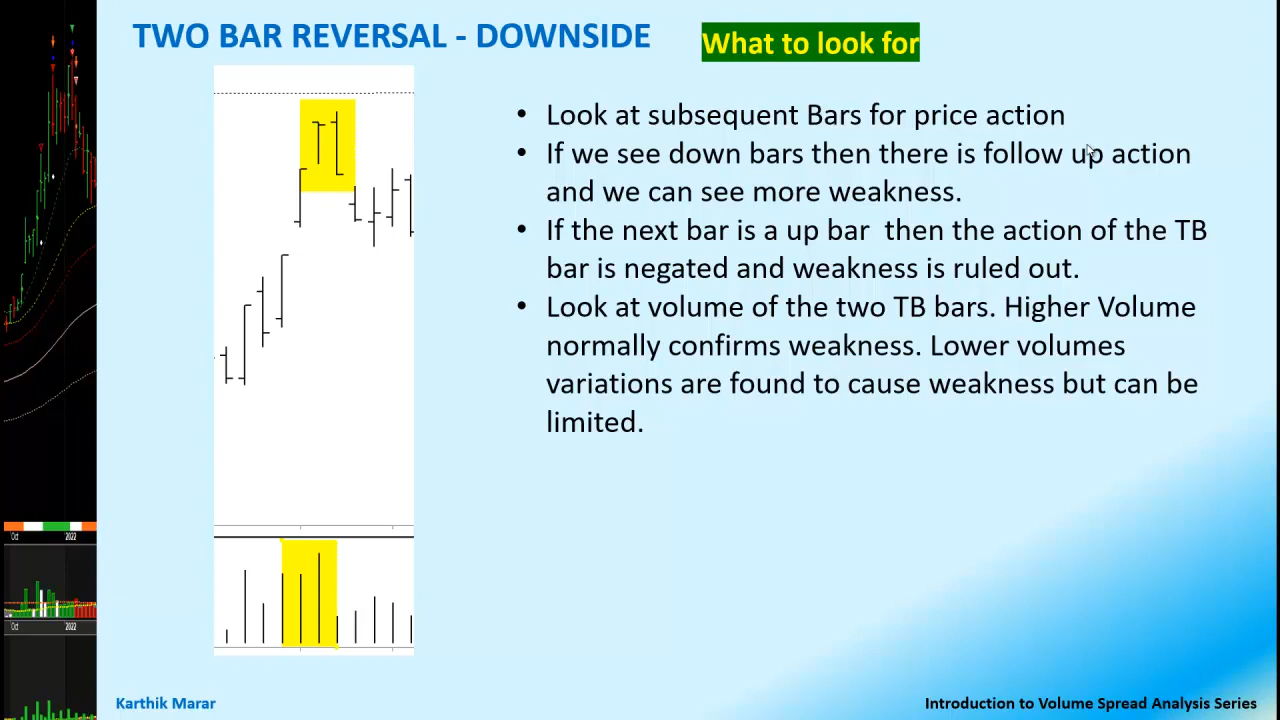 TWO BAR REVERSAL - DOWNSIDE
What to look for
• Look at subsequent Bars for price action
• If we see down bars then there is follow up action
and we can see more weakness.
• If the next bar is a up bar  then the action of the TB
bar is negated and weakness is ruled out.
• Look at volume of the two TB bars. Higher Volume
normally confirms weakness. Lower volumes
variations are found to cause weakness but can be
limited.
Oct 2022
Oct 2022
Karthik Marar
Introduction to Volume Spread Analysis Series